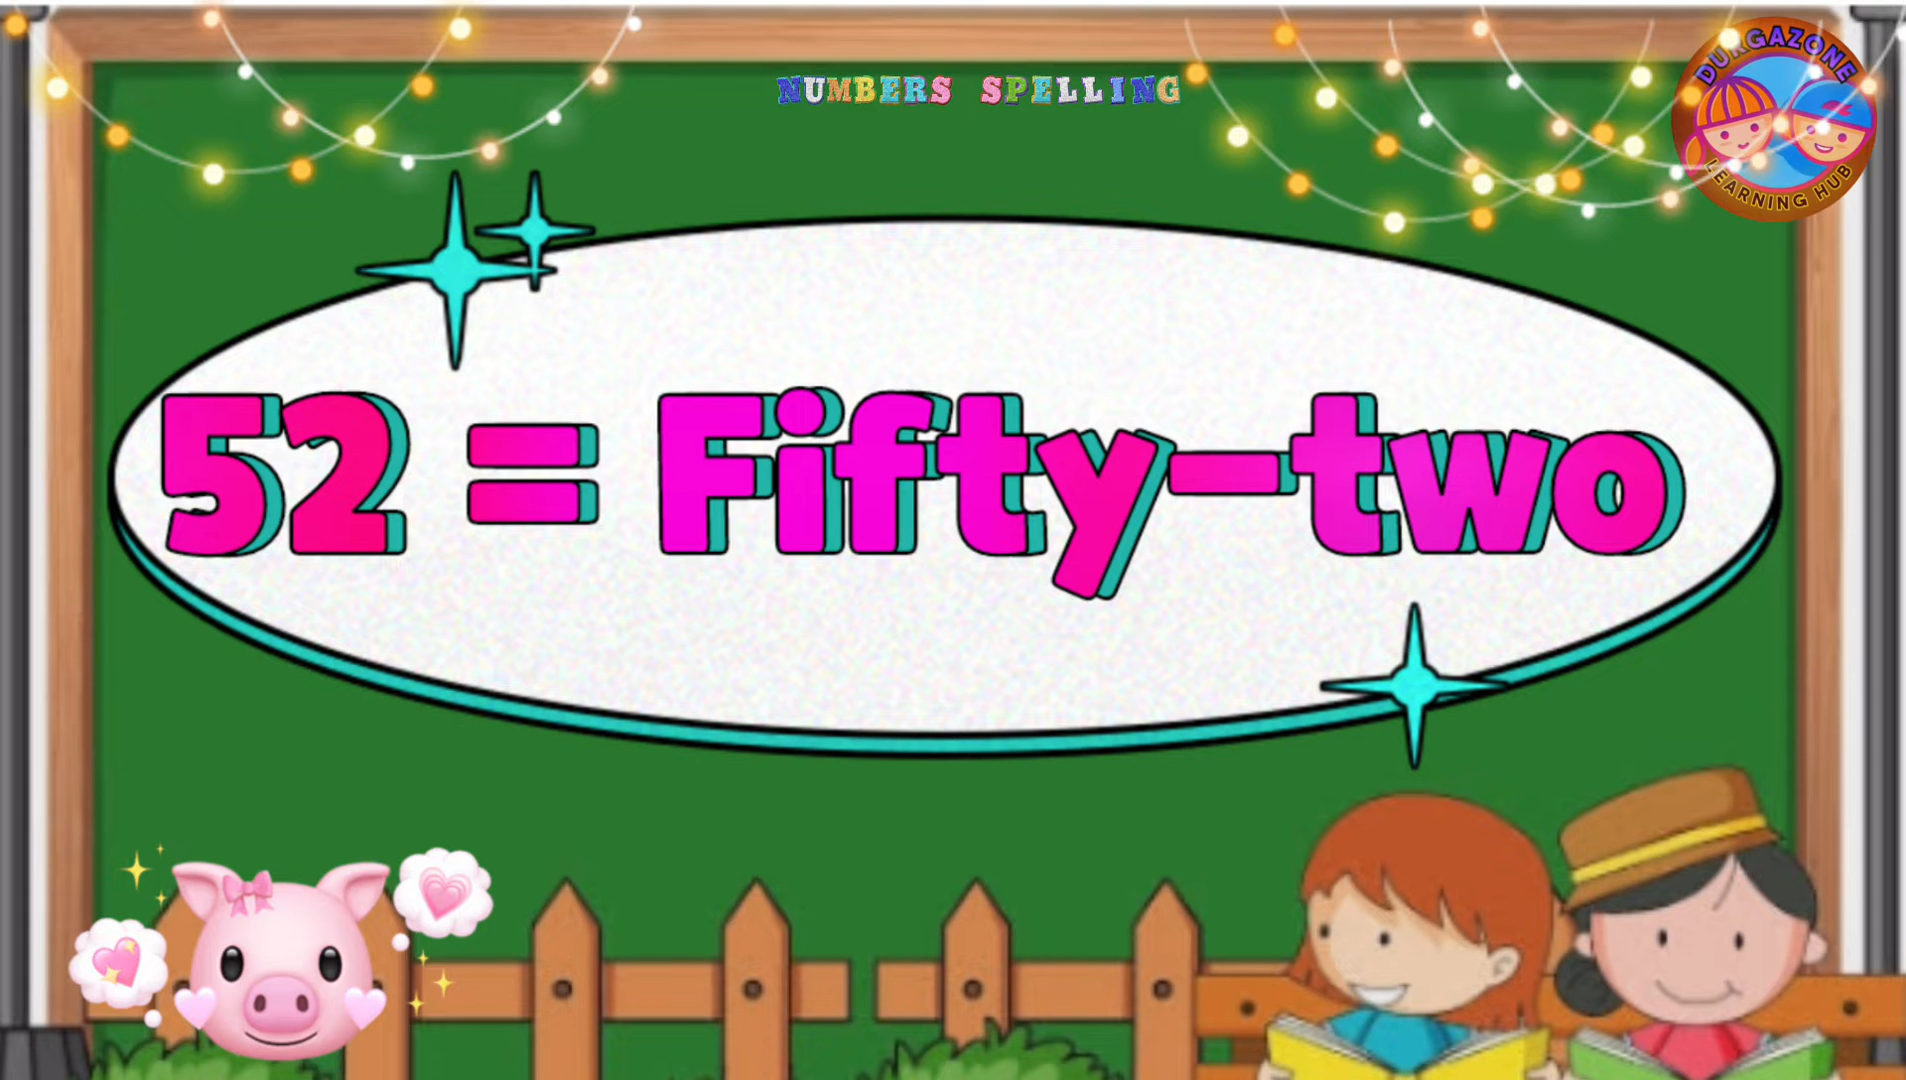 NUMBERS SPELLING
DURGAZONE
LEARNING HUB
52 = Fifty-two